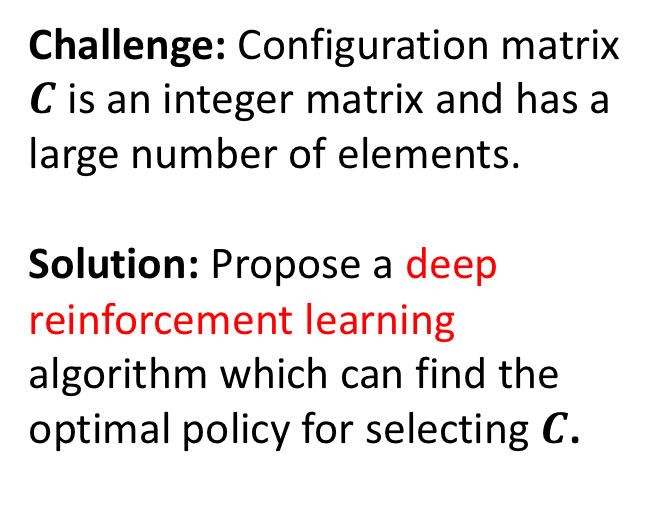 Challenge: Configuration matrix
C is an integer matrix and has a
large number of elements.
Solution: Propose a deep
reinforcement learning
algorithm which can find the
optimal policy for selecting C.